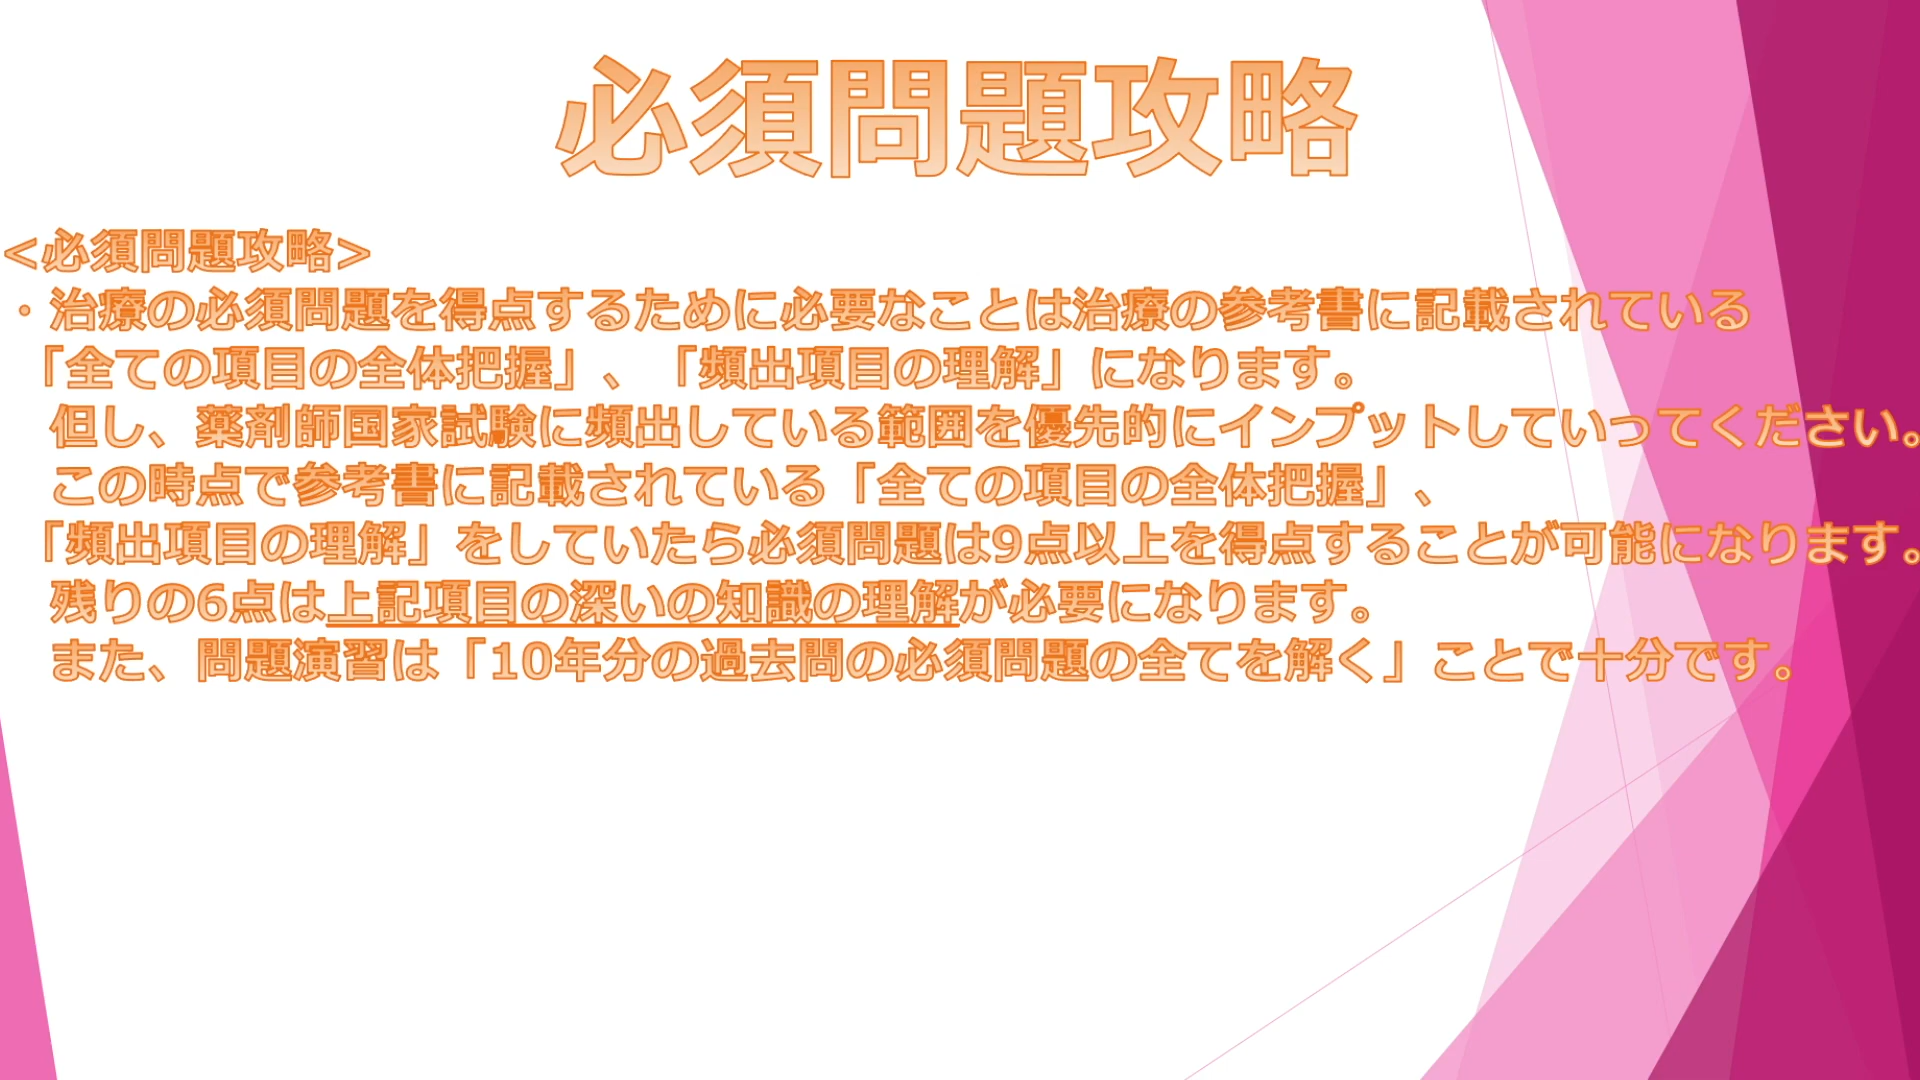 必須問題攻略
<必須問題攻略>
・治療の必須問題を得点するために必要なことは治療の参考書に記載されている
「全ての項目の全体把握」、「頻出項目の理解」になります。
但し、薬剤師国家試験に頻出している範囲を優先的にインプットしていってください。
この時点で参考書に記載されている「全ての項目の全体把握」、
「頻出項目の理解」をしていたら必須問題は9点以上を得点することが可能になります。
残りの6点は上記項目の深いの知識の理解が必要になります。
また、問題演習は「10年分の過去問の必須問題の全てを解く」ことで十分です。